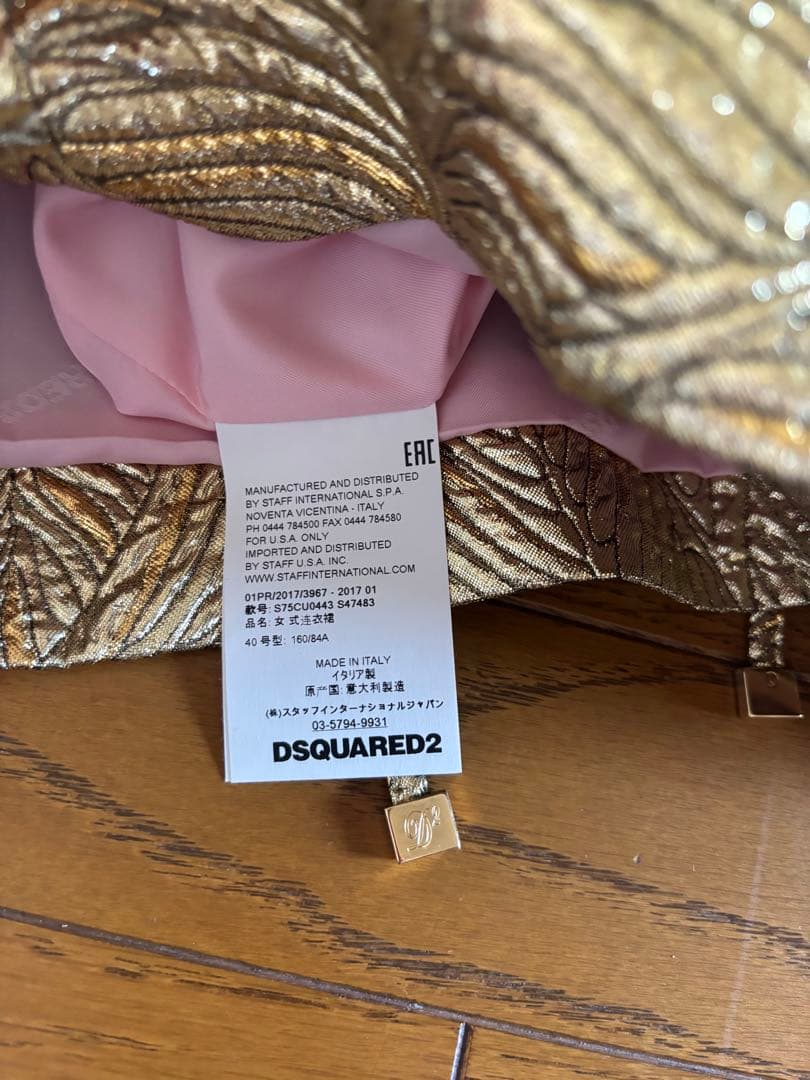 EAC
MANUFACTURED AND DISTRIBUTED
BY STAFF INTERNATIONAL S.P.A.
NOVENTA VICENTINA - ITALY
PH 0444 784500 FAX 0444 784580
FOR U.S.A. ONLY
IMPORTED AND DISTRIBUTED
BY STAFF U.S.A. INC.
WWW.STAFFINTERNATIONAL.COM
01PR/2017/3967 - 2017 01
款号: S75CU0443 S47483
品名: 女 式连衣裙
40 号型: 160/84A
MADE IN ITALY
イタリア製
原产国: 意大利製造
(株)スタッフインターナショナルジャパン
03-5794-9931
DSQUARED2
D2